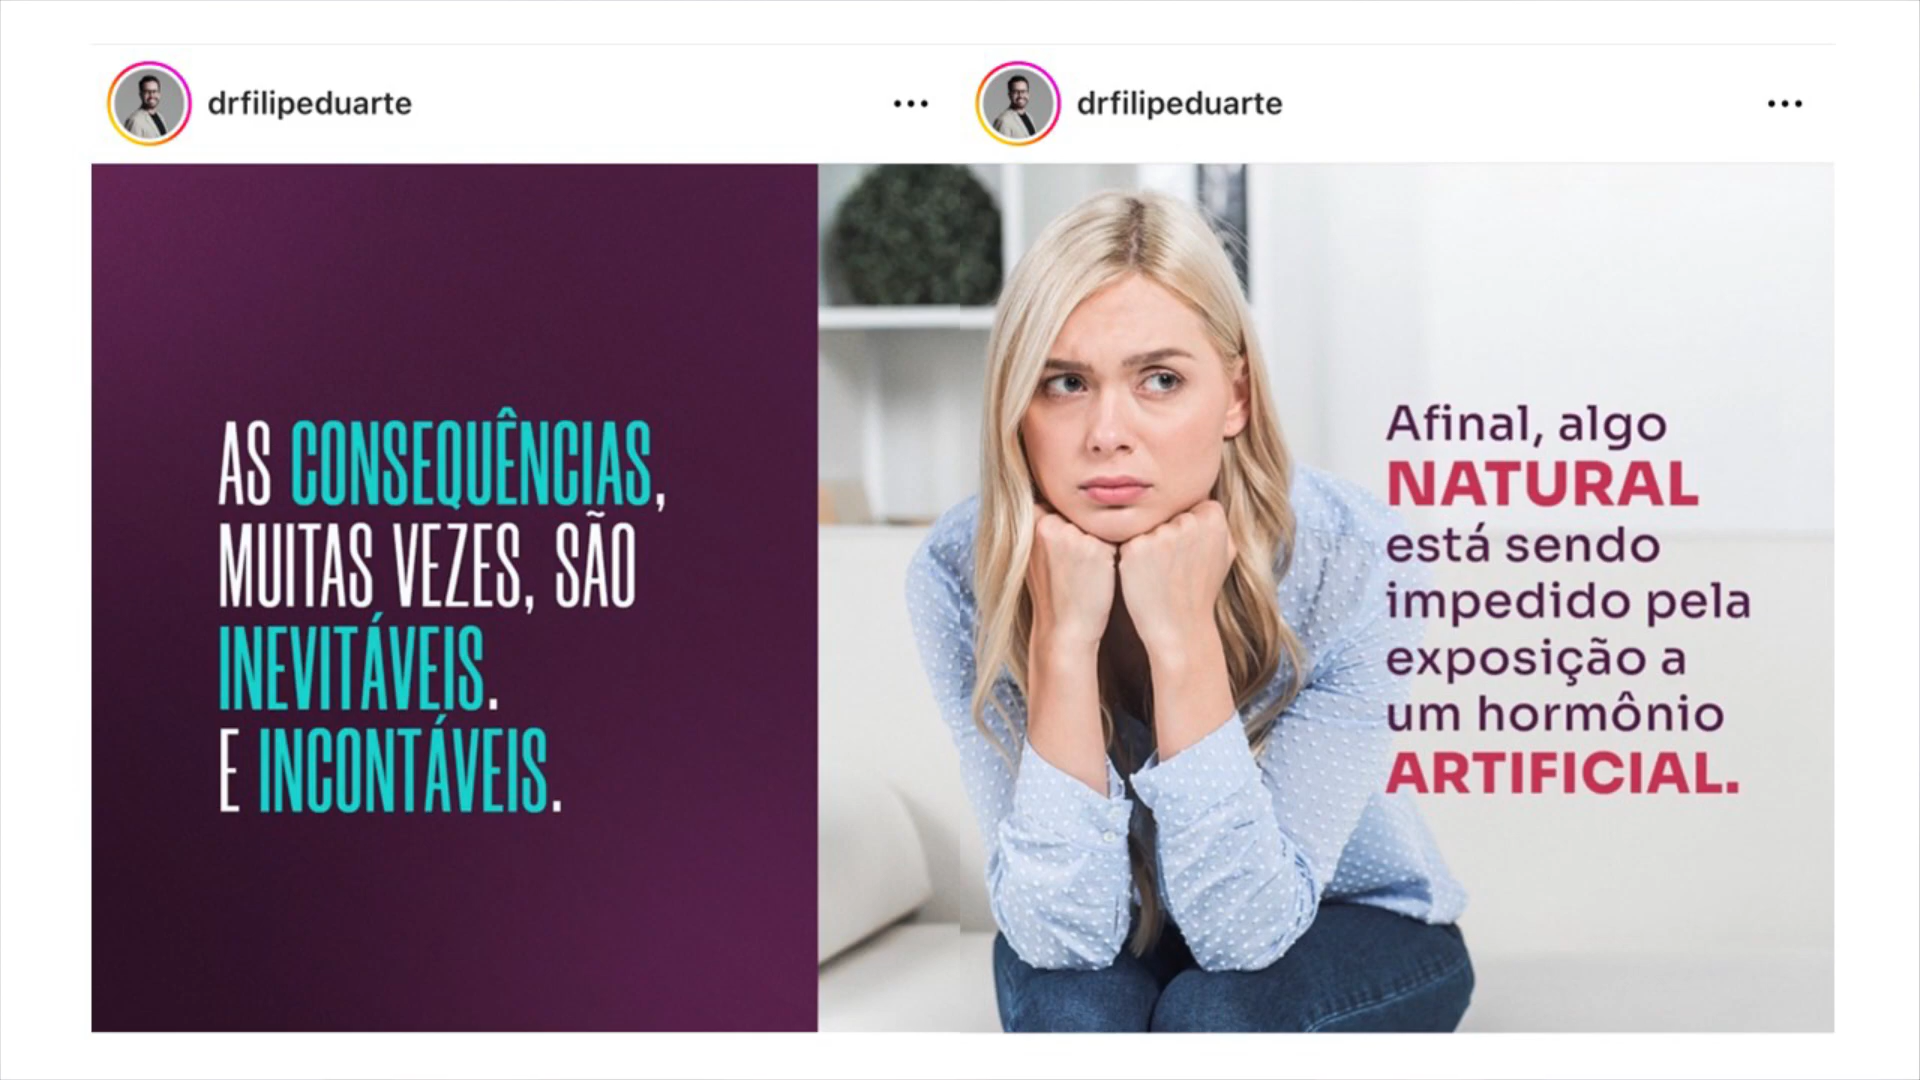 drfilipeduarte
AS CONSEQUÊNCIAS,
MUITAS VEZES, SÃO
INEVITÁVEIS.
E INCONTÁVEIS.
drfilipeduarte
Afinal, algo
NATURAL
está sendo
impedido pela
exposição a
um hormônio
ARTIFICIAL.